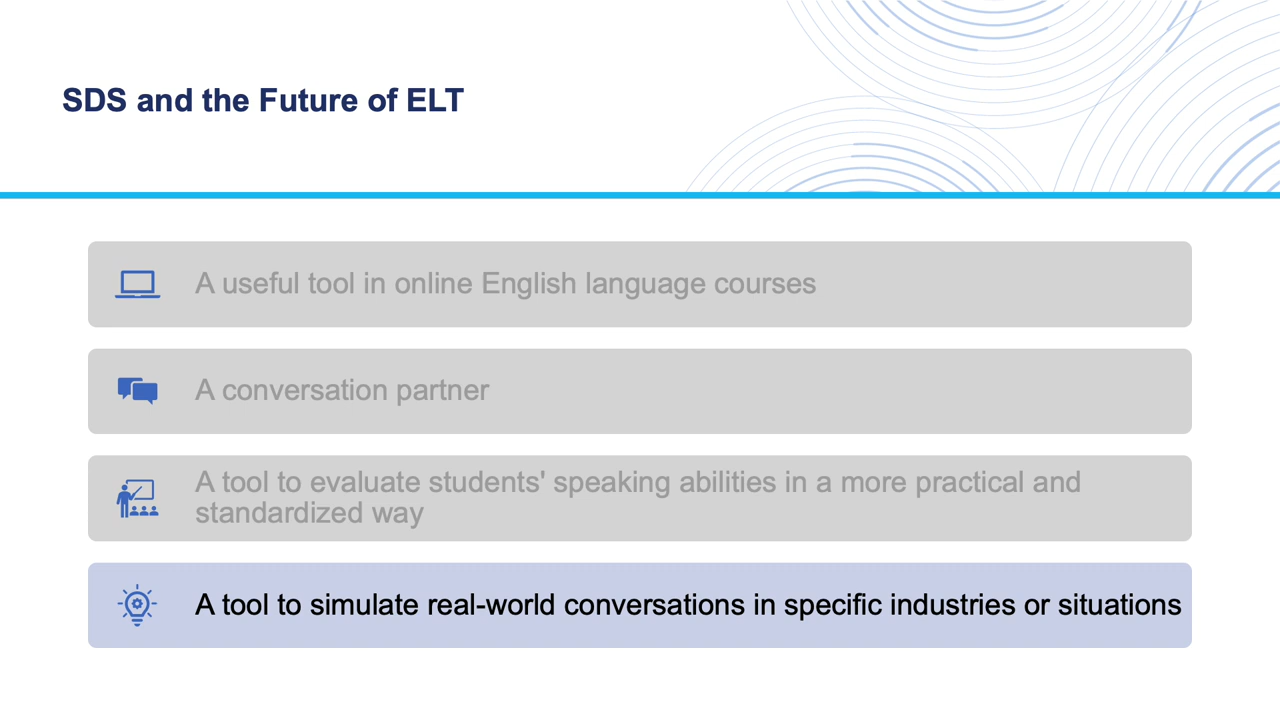 SDS and the Future of ELT
A useful tool in online English language courses
A conversation partner
A tool to evaluate students' speaking abilities in a more practical and
standardized way
A tool to simulate real-world conversations in specific industries or situations